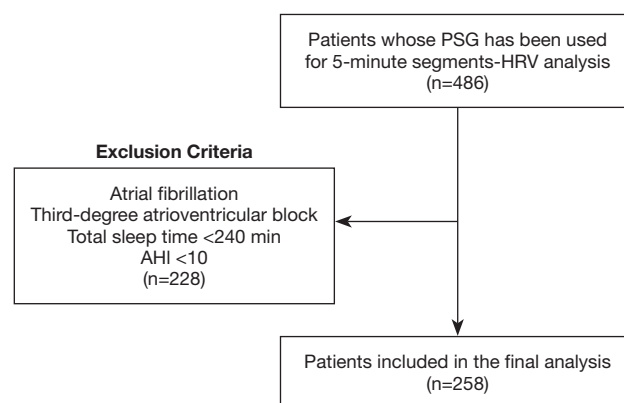 Patients whose PSG has been used
for 5-minute segments-HRV analysis
(n=486)
Exclusion Criteria
Atrial fibrillation
Third-degree atrioventricular block
Total sleep time <240 min
AHI <10
(n=228)
Patients included in the final analysis
(n=258)